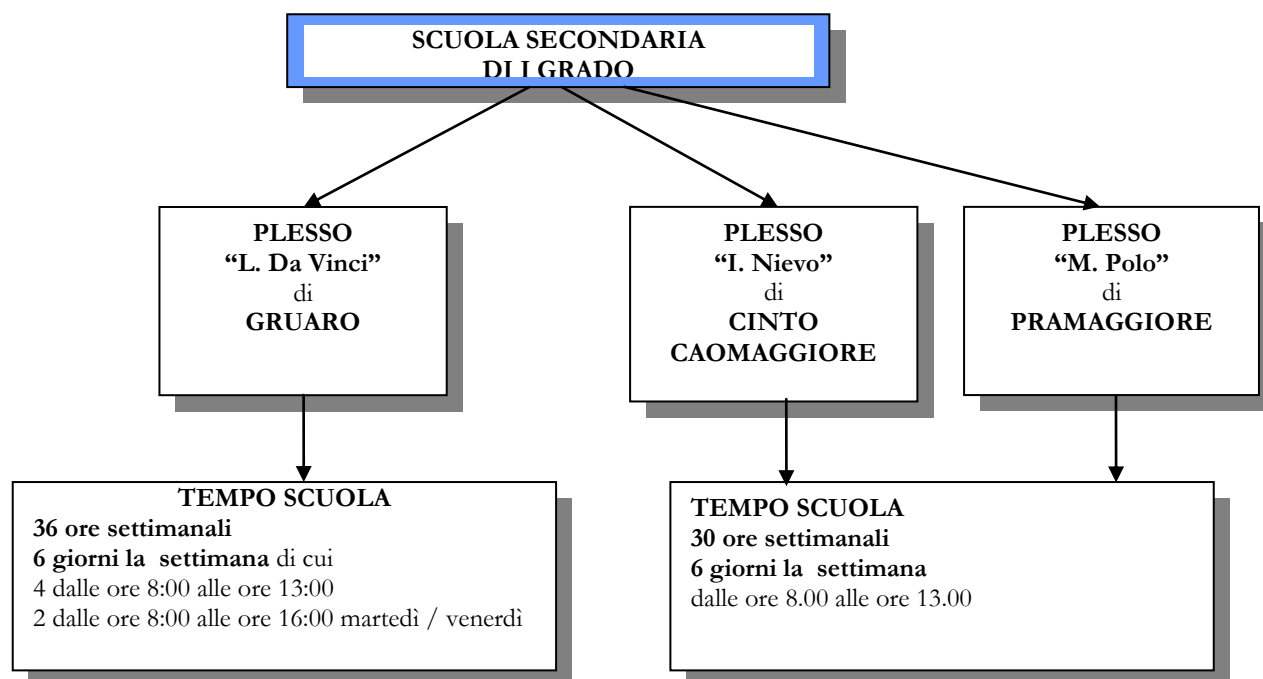 SCUOLA SECONDARIA
DI I GRADO
PLESSO
“L. Da Vinci”
di
GRUARO
PLESSO
“I. Nievo”
di
CINTO
CAOMAGGIORE
PLESSO
“M. Polo”
di
PRAMAGGIORE
TEMPO SCUOLA
36 ore settimanali
6 giorni la  settimana di cui
4 dalle ore 8:00 alle ore 13:00
2 dalle ore 8:00 alle ore 16:00 martedì / venerdì
TEMPO SCUOLA
30 ore settimanali
6 giorni la  settimana
dalle ore 8.00 alle ore 13.00